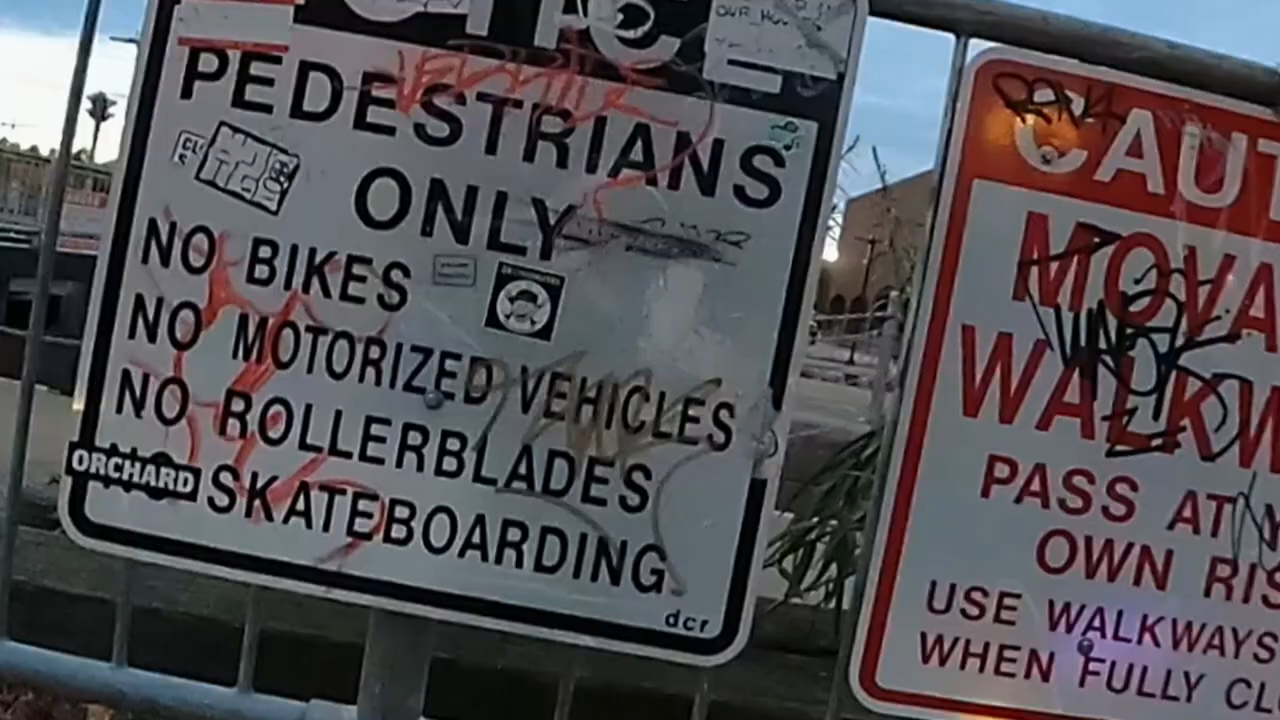 PEDESTRIANS
ONLY
NO BIKES
NO MOTORIZED VEHICLES
NO ROLLERBLADES
ORCHARD SKATEBOARDING
dcr
CAUT
MOVA
WALKW
PASS AT
OWN RIS
USE WALKWAYS
WHEN FULLY CLO